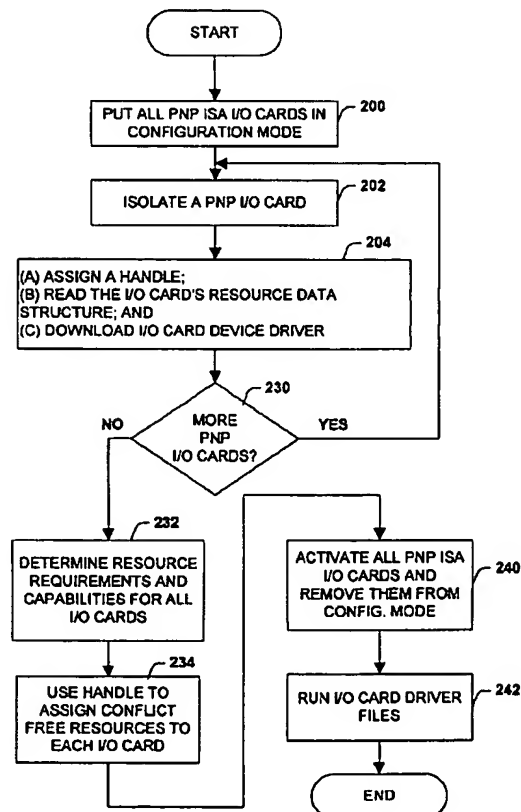 START
PUT ALL PNP ISA I/O CARDS IN
CONFIGURATION MODE
200
ISOLATE A PNP I/O CARD
202
204
(A) ASSIGN A HANDLE;
(B) READ THE I/O CARD'S RESOURCE DATA
STRUCTURE; AND
(C) DOWNLOAD I/O CARD DEVICE DRIVER
230
NO
MORE
PNP
I/O CARDS?
YES
232
DETERMINE RESOURCE
REQUIREMENTS AND
CAPABILITIES FOR ALL
I/O CARDS
234
USE HANDLE TO
ASSIGN CONFLICT
FREE RESOURCES TO
EACH I/O CARD
ACTIVATE ALL PNP ISA
I/O CARDS AND
REMOVE THEM FROM
CONFIG. MODE
240
RUN I/O CARD DRIVER
FILES
242
END